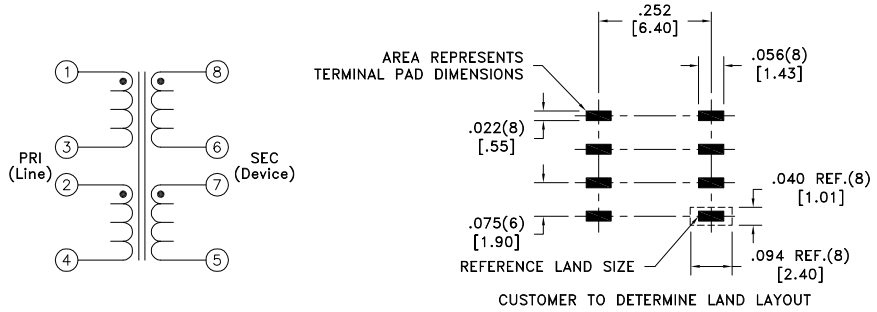 1
8
3
6
PRI
(Line)
SEC
(Device)
2
7
4
5
.252
[6.40]
AREA REPRESENTS
TERMINAL PAD DIMENSIONS
.056(8)
[1.43]
.022(8)
[.55]
.040 REF.(8)
[1.01]
.075(6)
[1.90]
.094 REF.(8)
[2.40]
REFERENCE LAND SIZE
CUSTOMER TO DETERMINE LAND LAYOUT